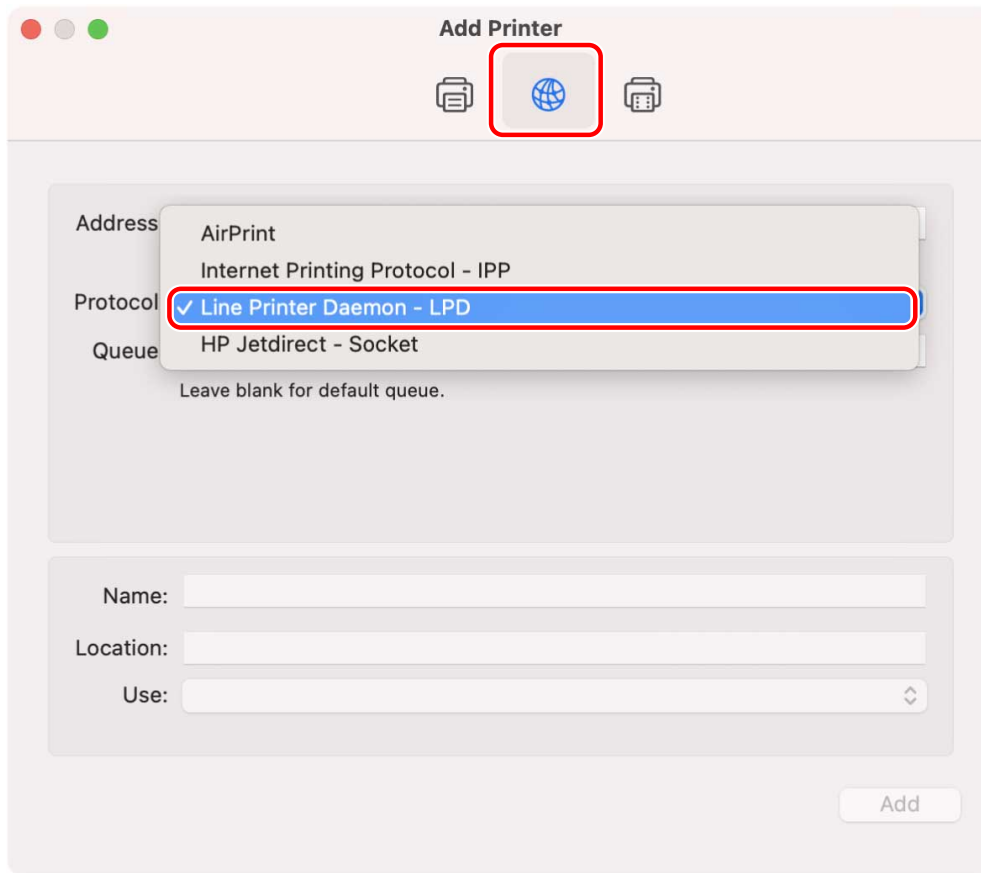 Add Printer
Address
AirPrint
Internet Printing Protocol - IPP
Protocol
✓ Line Printer Daemon - LPD
Queue
HP Jetdirect - Socket
Leave blank for default queue.
Name:
Location:
Use:
Add